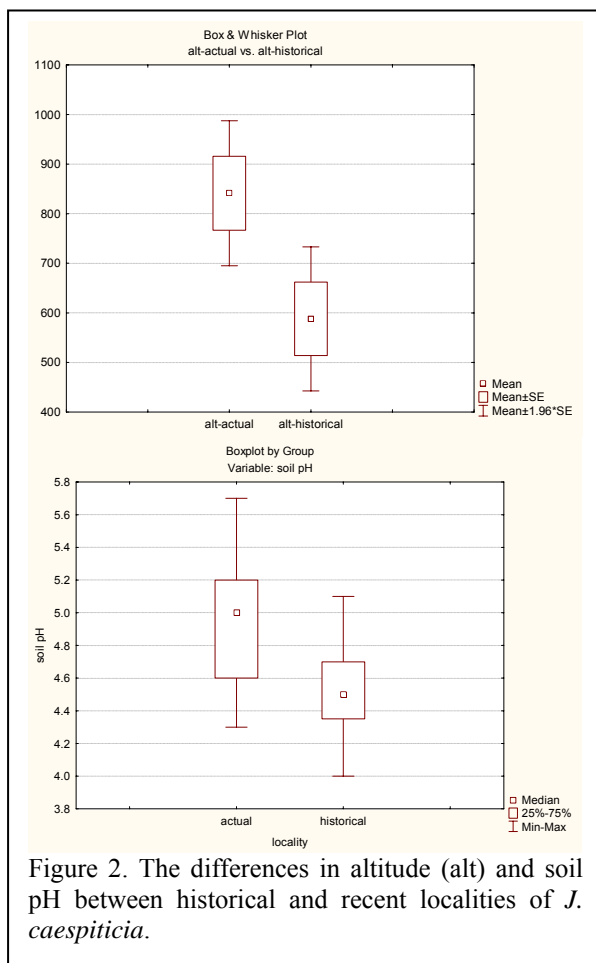 Box & Whisker Plot
alt-actual vs. alt-historical
1100
1000
900
800
700
600
500
400
alt-actual alt-historical
Mean
Mean±SE
Mean±1.96*SE
Boxplot by Group
Variable: soil pH
5.8
5.6
5.4
5.2
5.0
4.8
4.6
4.4
4.2
4.0
3.8
soil pH
actual historical
locality
Median
25%-75%
Min-Max
Figure 2. The differences in altitude (alt) and soil
pH between historical and recent localities of J.
caespiticia.